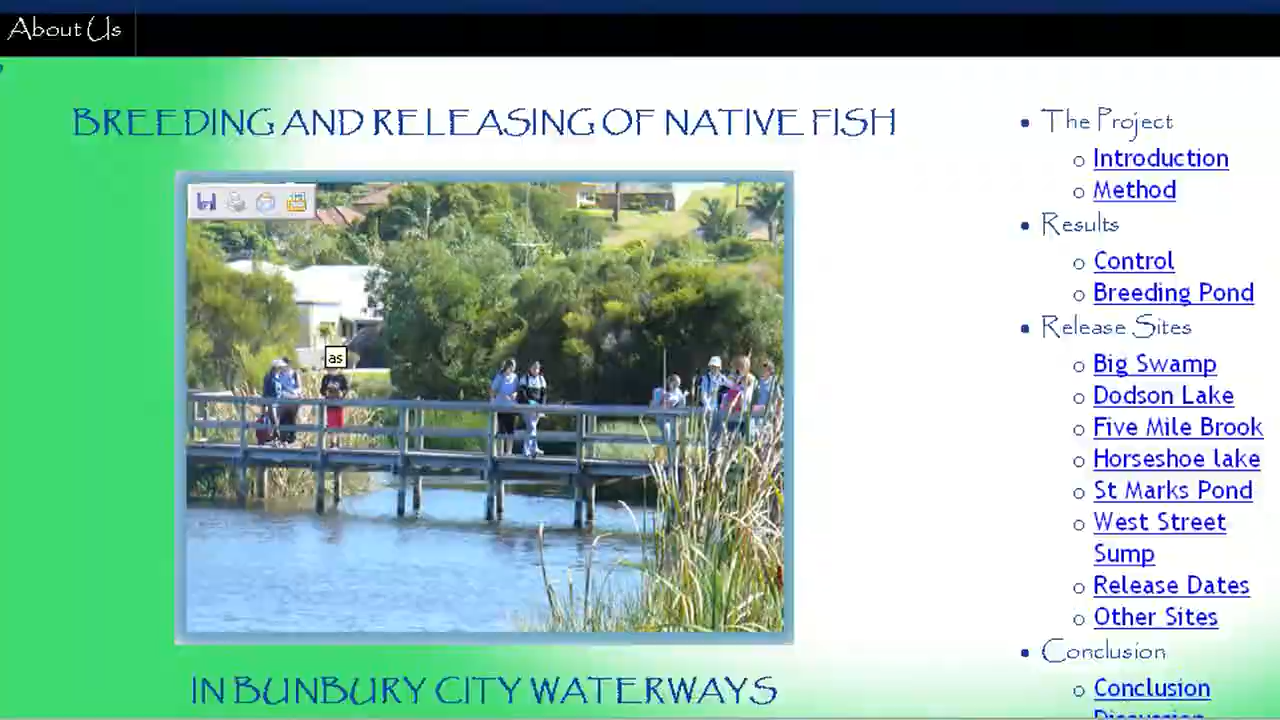 About Us
BREEDING AND RELEASING OF NATIVE FISH
as
IN BUNBURY CITY WATERWAYS
The Project
Introduction
Method
Results
Control
Breeding Pond
Release Sites
Big Swamp
Dodson Lake
Five Mile Brook
Horseshoe lake
St Marks Pond
West Street
Sump
Release Dates
Other Sites
Conclusion
Conclusion